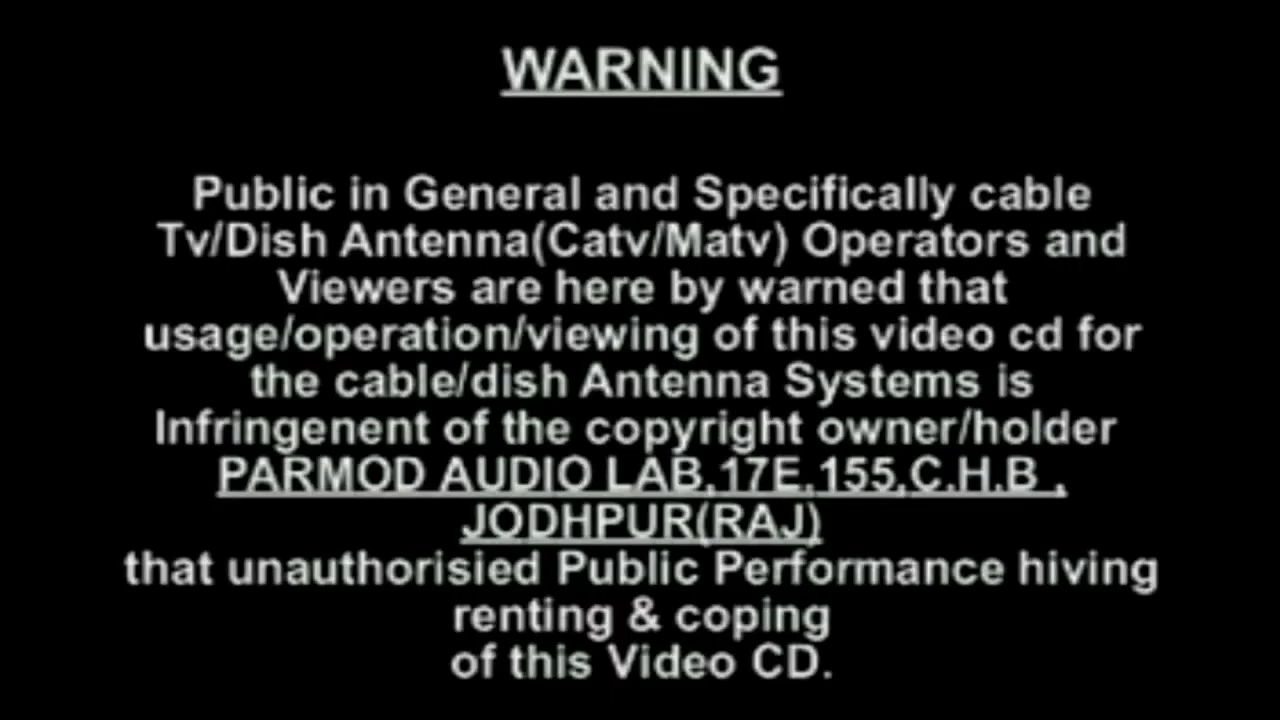 WARNING
Public in General and Specifically cable
Tv/Dish Antenna(Catv/Matv) Operators and
Viewers are here by warned that
usage/operation/viewing of this video cd for
the cable/dish Antenna Systems is
Infringenent of the copyright owner/holder
PARMOD AUDIO LAB,17E,155,C.H.B ,
JODHPUR(RAJ)
that unauthorisied Public Performance hiving
renting & coping
of this Video CD.